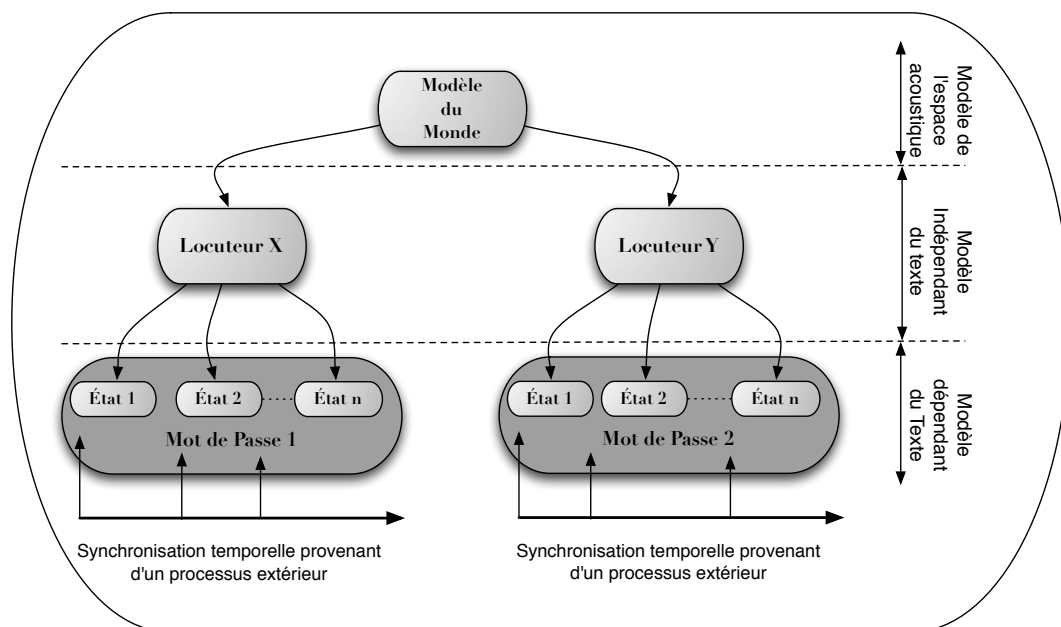 Modèle
du
Monde
Modèle de
l'espace
acoustique
Locuteur X
Locuteur Y
Modèle
Indépendant
du texte
État 1
État 2
État n
Mot de Passe 1
État 1
État 2
État n
Mot de Passe 2
Modèle
dépendant
du Texte
Synchronisation temporelle provenant
d'un processus extérieur
Synchronisation temporelle provenant
d'un processus extérieur